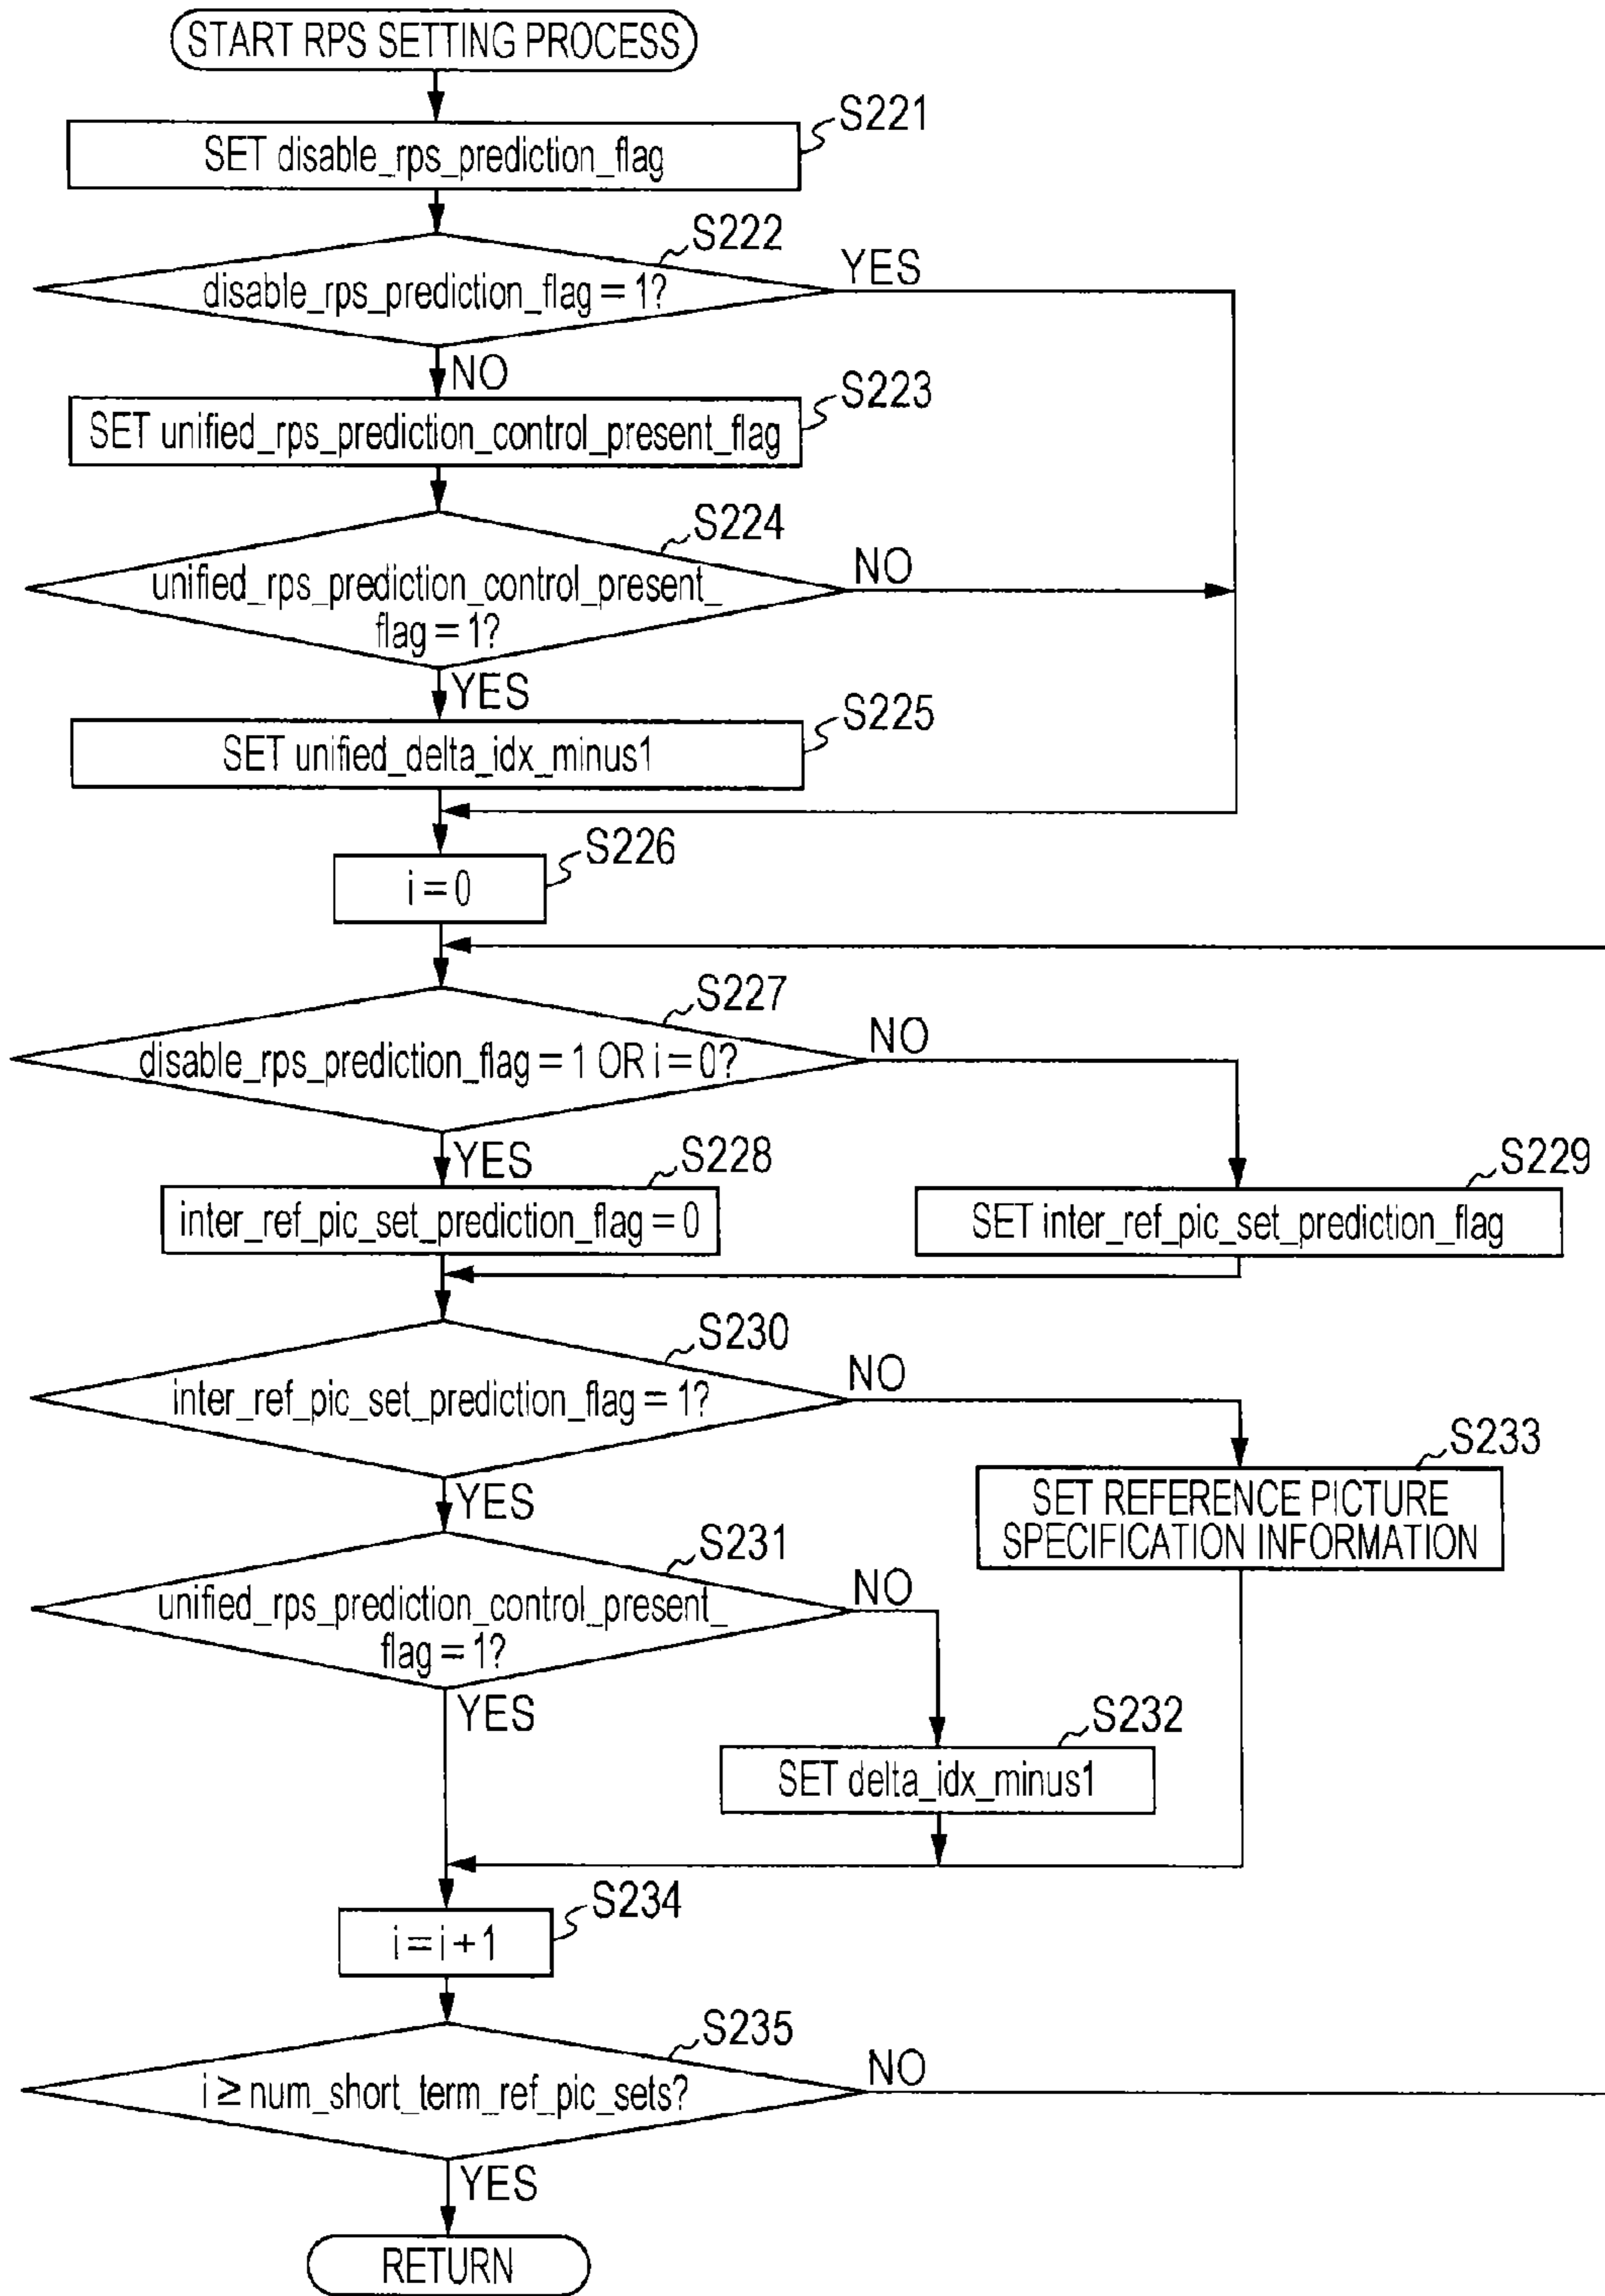 START RPS SETTING PROCESS
S221
SET disable_rps_prediction_flag
S222
disable_rps_prediction_flag = 1?
YES
NO
S223
SET unified_rps_prediction_control_present_flag
S224
unified_rps_prediction_control_present_
flag = 1?
NO
YES
S225
SET unified_delta_idx_minus1
S226
i = 0
S227
disable_rps_prediction_flag = 1 OR i = 0?
NO
YES
S228
inter_ref_pic_set_prediction_flag = 0
S229
SET inter_ref_pic_set_prediction_flag
S230
inter_ref_pic_set_prediction_flag = 1?
NO
YES
S233
SET REFERENCE PICTURE
SPECIFICATION INFORMATION
S231
unified_rps_prediction_control_present_
flag = 1?
NO
YES
S232
SET delta_idx_minus1
S234
i = i + 1
S235
i ≥ num_short_term_ref_pic_sets?
NO
YES
RETURN